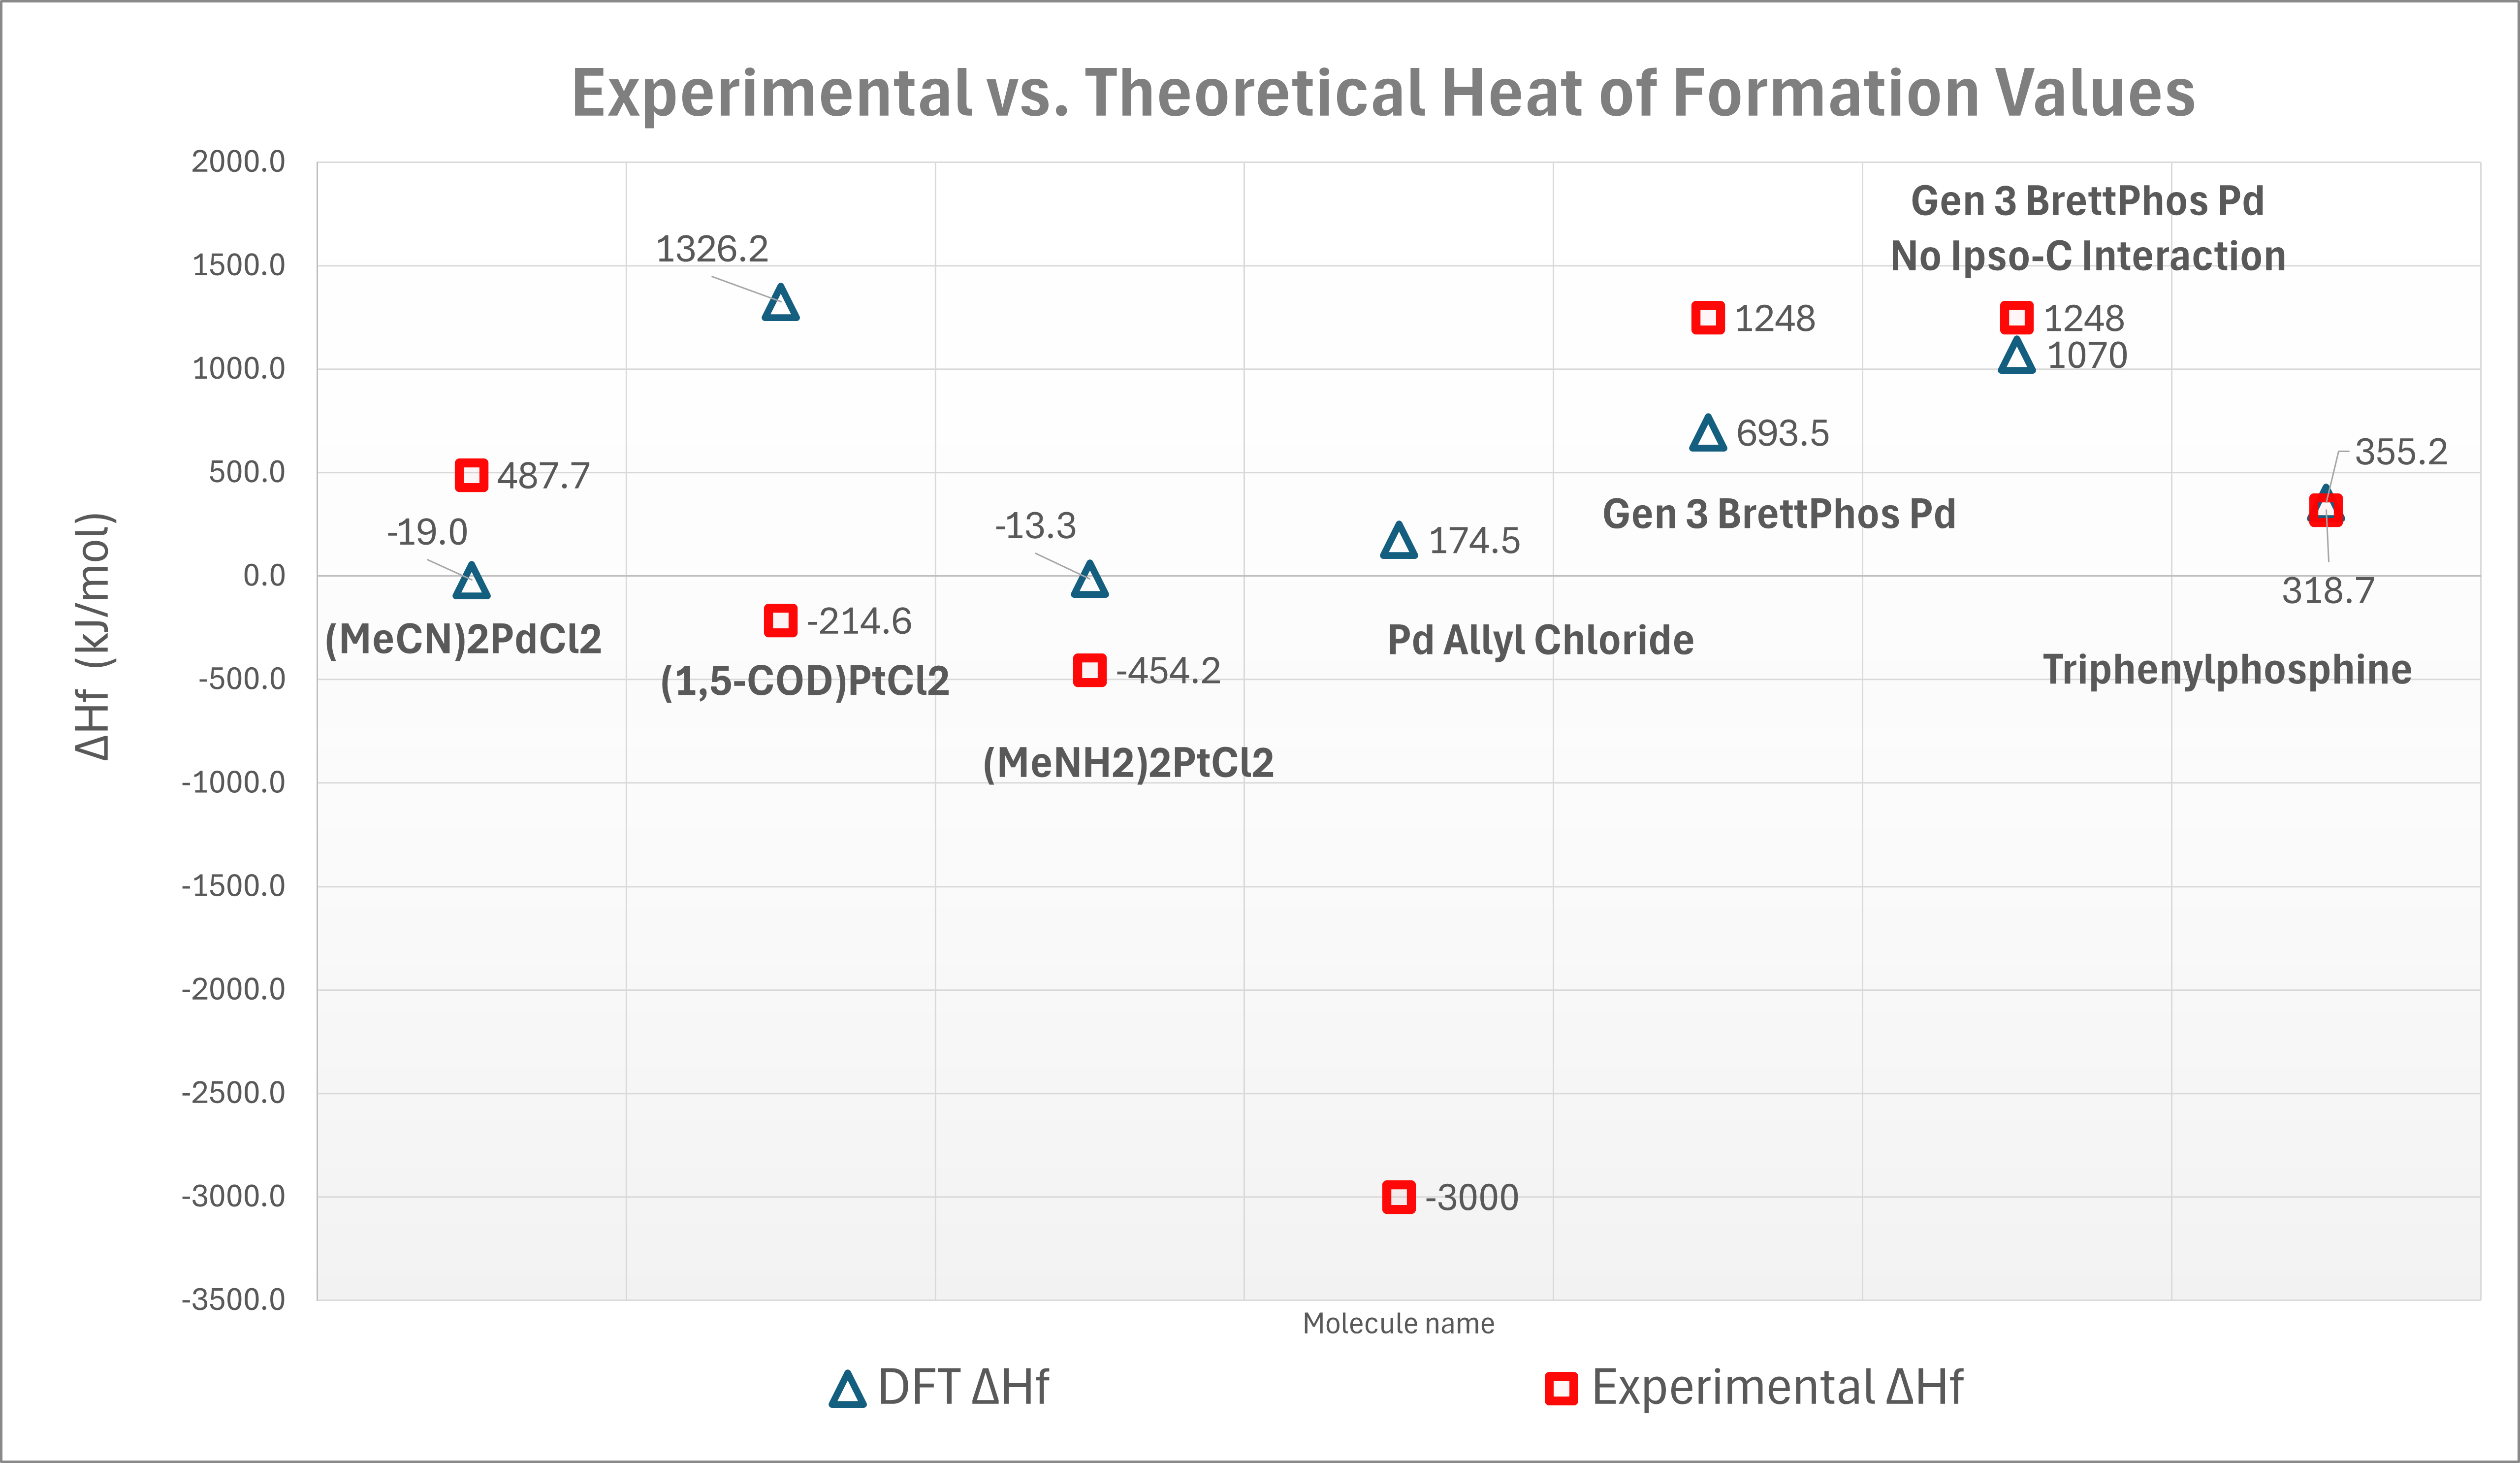 Experimental vs. Theoretical Heat of Formation Values
2000.0
1500.0
1000.0
500.0
0.0
-500.0
-1000.0
-1500.0
-2000.0
-2500.0
-3000.0
-3500.0
ΔHf (kJ/mol)
487.7
-19.0
(MeCN)2PdCl2
1326.2
-214.6
(1,5-COD)PtCl2
-13.3
-454.2
(MeNH2)2PtCl2
174.5
Pd Allyl Chloride
-3000
1248
693.5
Gen 3 BrettPhos Pd
Gen 3 BrettPhos Pd
No Ipso-C Interaction
1248
1070
355.2
318.7
Triphenylphosphine
Molecule name
DFT ΔHf
Experimental ΔHf